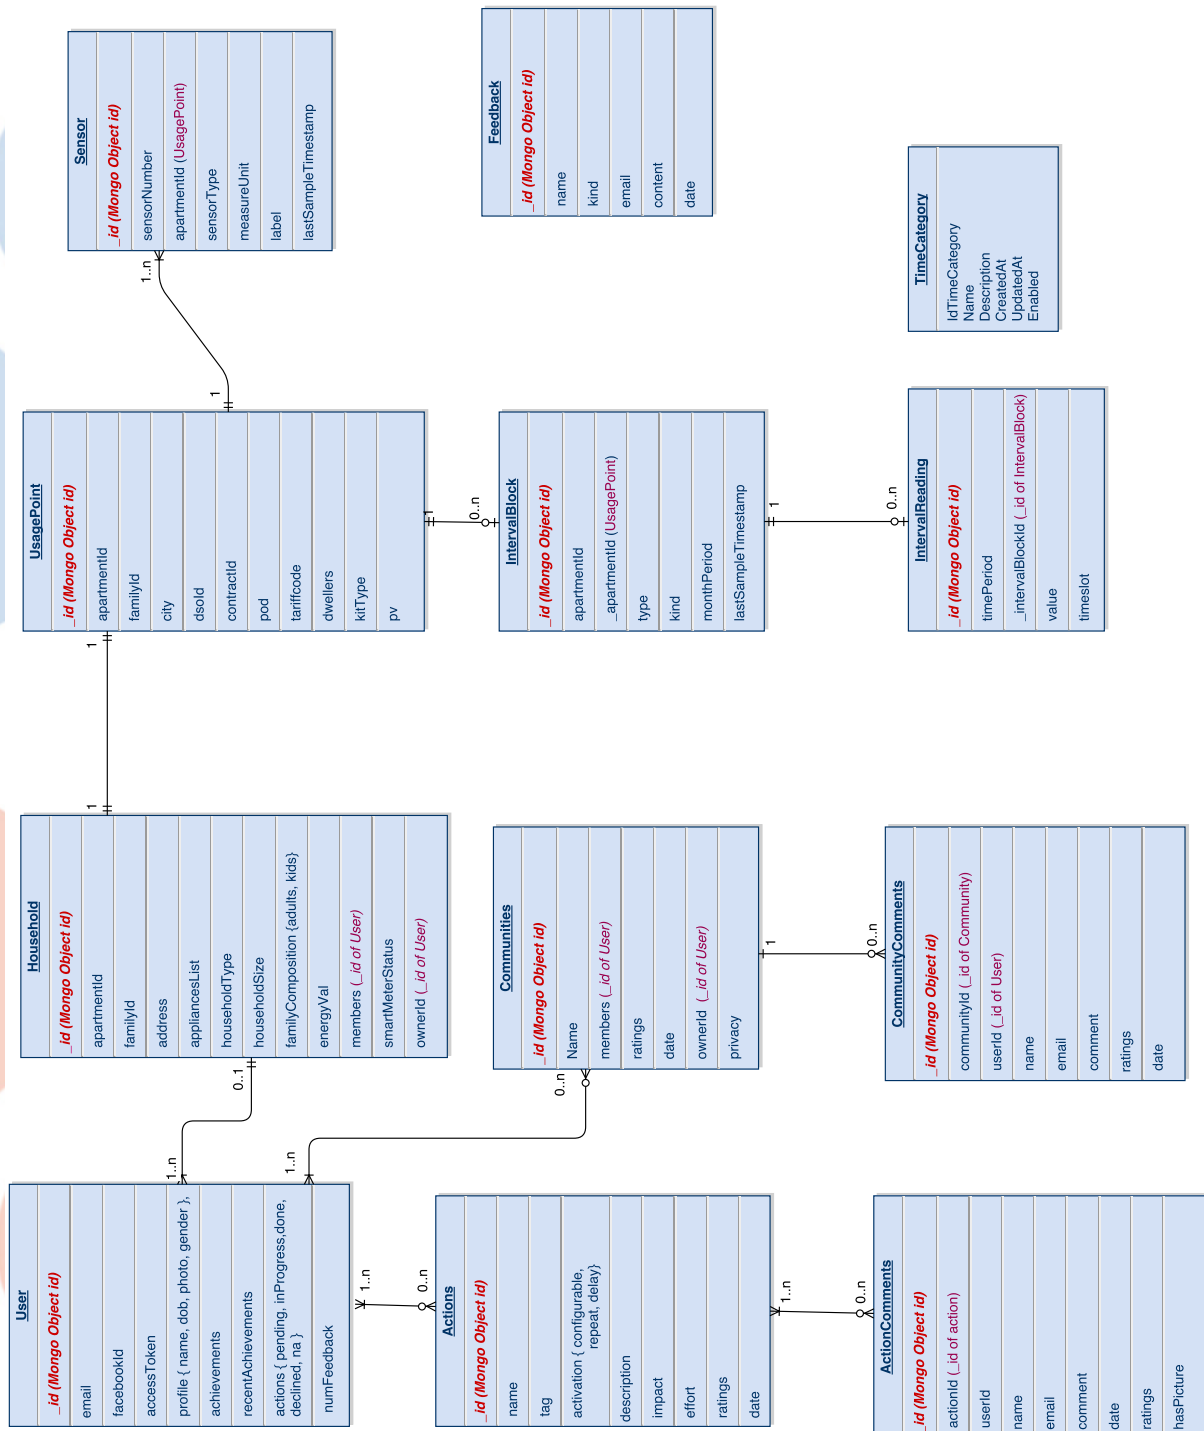 User
_id (Mongo Object id)
email
facebookId
accessToken
profile { name, dob, photo, gender },
achievements
recentAchievements
actions { pending, inProgress,done,
declined, na }
numFeedback
1..n
0..1
1..n
0..n
1..n
0..n
Household
_id (Mongo Object id)
apartmentId
familyId
address
appliancesList
householdType
householdSize
familyComposition {adults, kids}
energyVal
members (_id of User)
smartMeterStatus
ownerId (_id of User)
1
1
UsagePoint
_id (Mongo Object id)
apartmentId
familyId
city
dsoId
contractId
pod
tariffcode
dwellers
kitType
pv
1
1..n
1
0..n
Sensor
_id (Mongo Object id)
sensorNumber
apartmentId (UsagePoint)
sensorType
measureUnit
label
lastSampleTimestamp
Actions
_id (Mongo Object id)
name
tag
activation { configurable,
repeat, delay}
description
impact
effort
ratings
date
1..n
0..n
Communities
_id (Mongo Object id)
Name
members (_id of User)
ratings
date
ownerId (_id of User)
privacy
1
0..n
IntervalBlock
_id (Mongo Object id)
apartmentId
_apartmentId (UsagePoint)
type
kind
monthPeriod
lastSampleTimestamp
1
0..n
Feedback
_id (Mongo Object id)
name
kind
email
content
date
ActionComments
_id (Mongo Object id)
actionId (_id of action)
userId
name
email
comment
date
ratings
hasPicture
CommunityComments
_id (Mongo Object id)
communityId (_id of Community)
userId (_id of User)
name
email
comment
ratings
date
IntervalReading
_id (Mongo Object id)
timePeriod
_intervalBlockId (_id of IntervalBlock)
value
timeslot
TimeCategory
IdTimeCategory
Name
Description
CreatedAt
UpdatedAt
Enabled